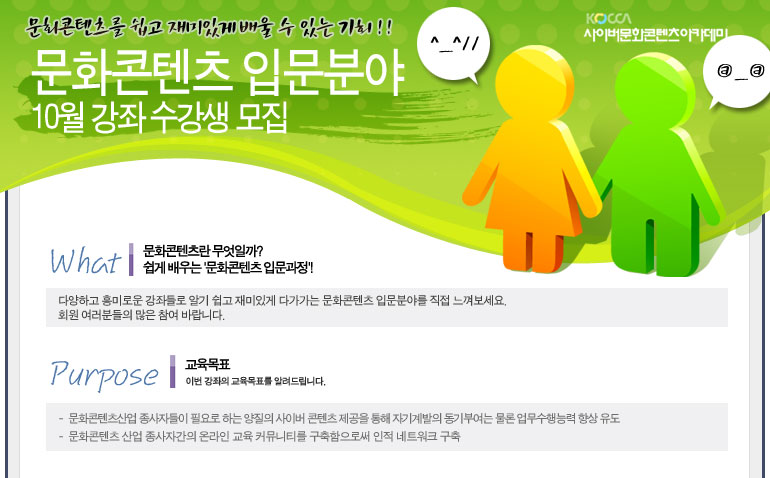 문화콘텐츠를 쉽고 재미있게 배울 수 있는 기회!!
KOCCA
사이버문화콘텐츠아카데미
^_^//
@_@
문화콘텐츠 입문분야
10월 강좌 수강생 모집
What
문화콘텐츠란 무엇일까?
쉽게 배우는 '문화콘텐츠 입문과정'!
다양하고 흥미로운 강좌들로 알기 쉽고 재미있게 다가가는 문화콘텐츠 입문분야를 직접 느껴보세요.
회원 여러분들의 많은 참여 바랍니다.
Purpose
교육목표
이번 강좌의 교육목표를 알려드립니다.
- 문화콘텐츠산업 종사자들이 필요로 하는 양질의 사이버 콘텐츠 제공을 통해 자기계발의 동기부여는 물론 업무수행능력 향상 유도
- 문화콘텐츠 산업 종사자간의 온라인 교육 커뮤니티를 구축함으로써 인적 네트워크 구축